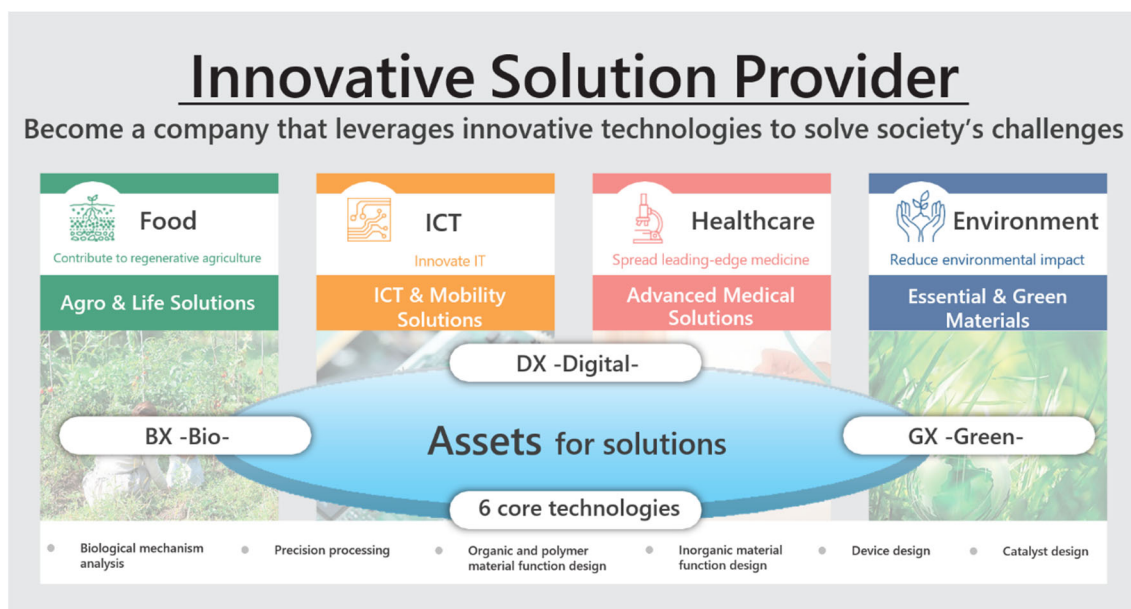 Innovative Solution Provider
Become a company that leverages innovative technologies to solve society's challenges
Food
Contribute to regenerative agriculture
Agro & Life Solutions
ICT
Innovate IT
ICT & Mobility
Solutions
Healthcare
Spread leading-edge medicine
Advanced Medical
Solutions
Environment
Reduce environmental impact
Essential & Green
Materials
DX -Digital-
BX -Bio-
Assets for solutions
GX -Green-
6 core technologies
Biological mechanism
analysis
Precision processing
Organic and polymer
material function design
Inorganic material
function design
Device design
Catalyst design